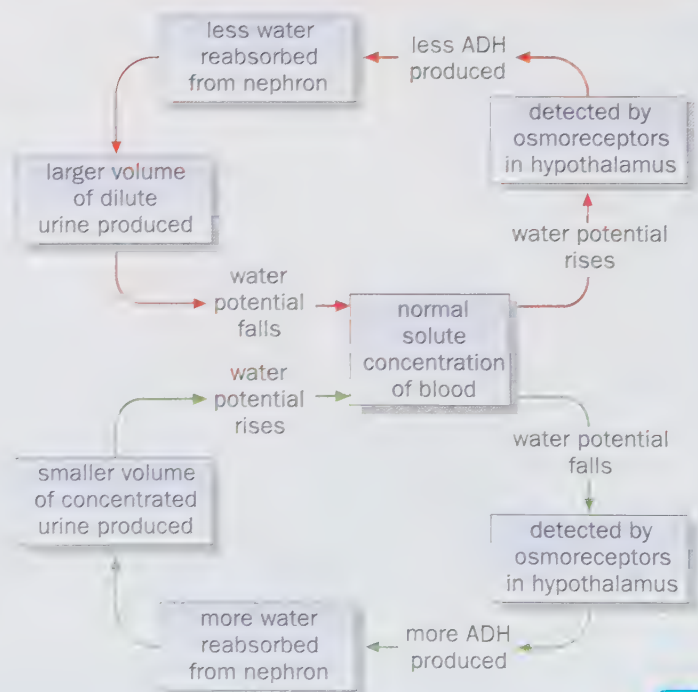 less water
reabsorbed
from nephron
less ADH
produced
detected by
osmoreceptors
in hypothalamus
larger volume
of dilute
urine produced
water potential
rises
water
potential
falls
normal
solute
concentration
of blood
water
potential
rises
water potential
falls
smaller volume
of concentrated
urine produced
detected by
osmoreceptors
in hypothalamus
more water
reabsorbed
from nephron
more ADH
produced